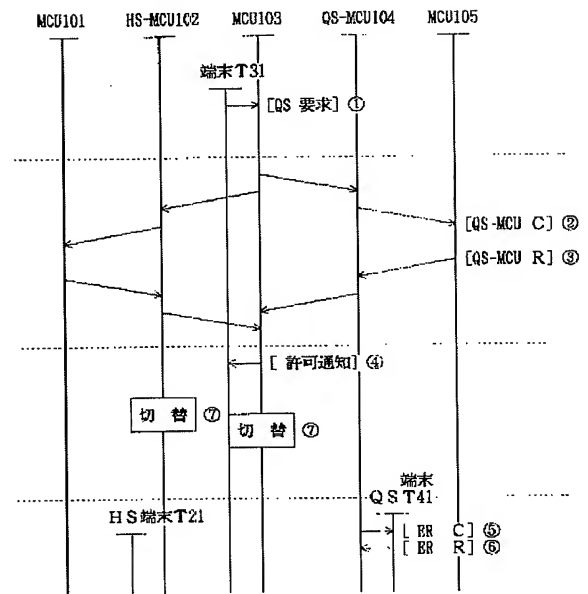 MCU101 HS-MCU102 MCU103 QS-MCU104 MCU105
端末T31
[QS 要求] ①
[QS-MCU C] ②
[QS-MCU R] ③
[ 許可通知] ④
切 替 ⑦
切 替 ⑦
端末
QS T41
HS端末T21
[ ER C] ⑤
[ ER R] ⑥